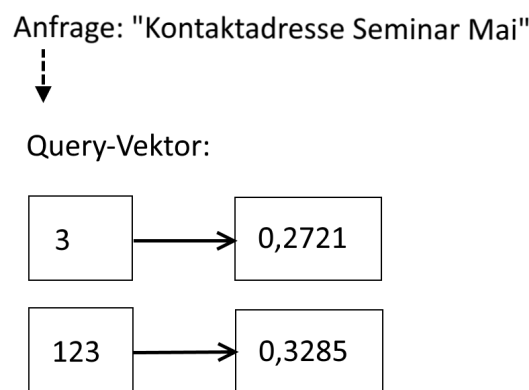 Anfrage: "Kontaktadresse Seminar Mai"
Query-Vektor:
3 0,2721
123 0,3285